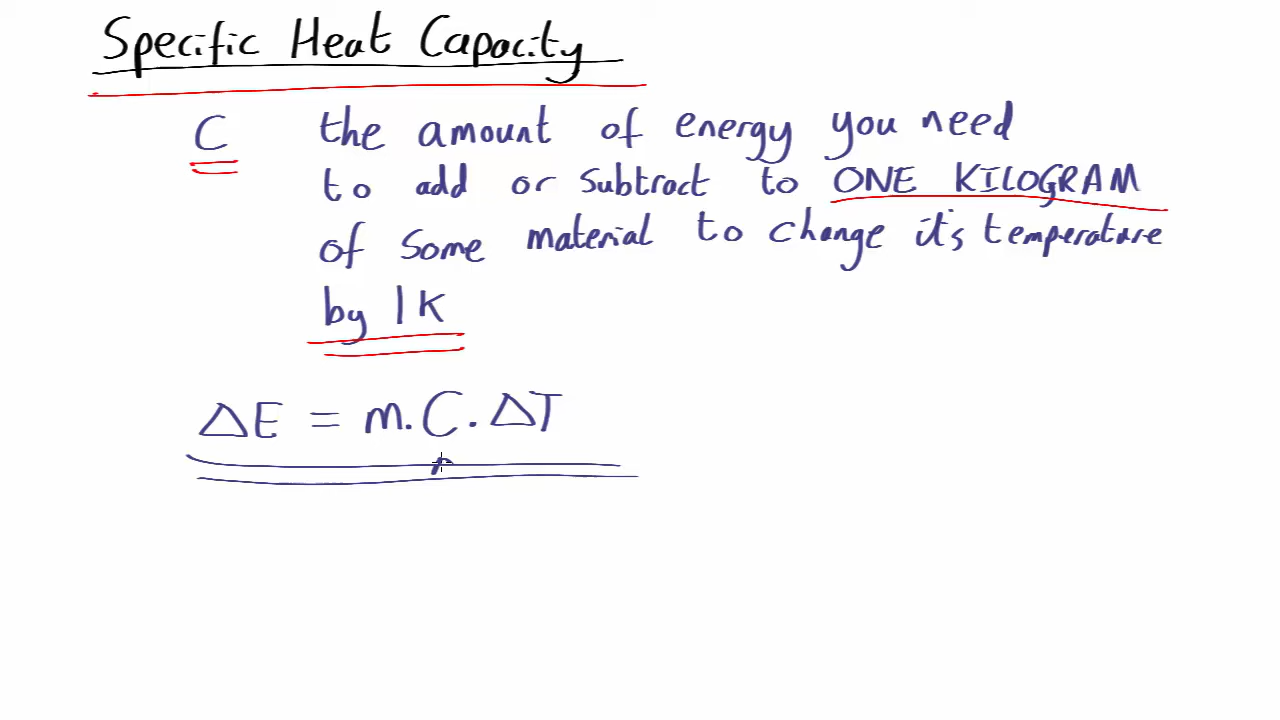 Specific Heat Capacity
C the amount of energy you need
to add or subtract to ONE KILOGRAM
of some material to change it's temperature
by 1K
ΔE = m.C.ΔT